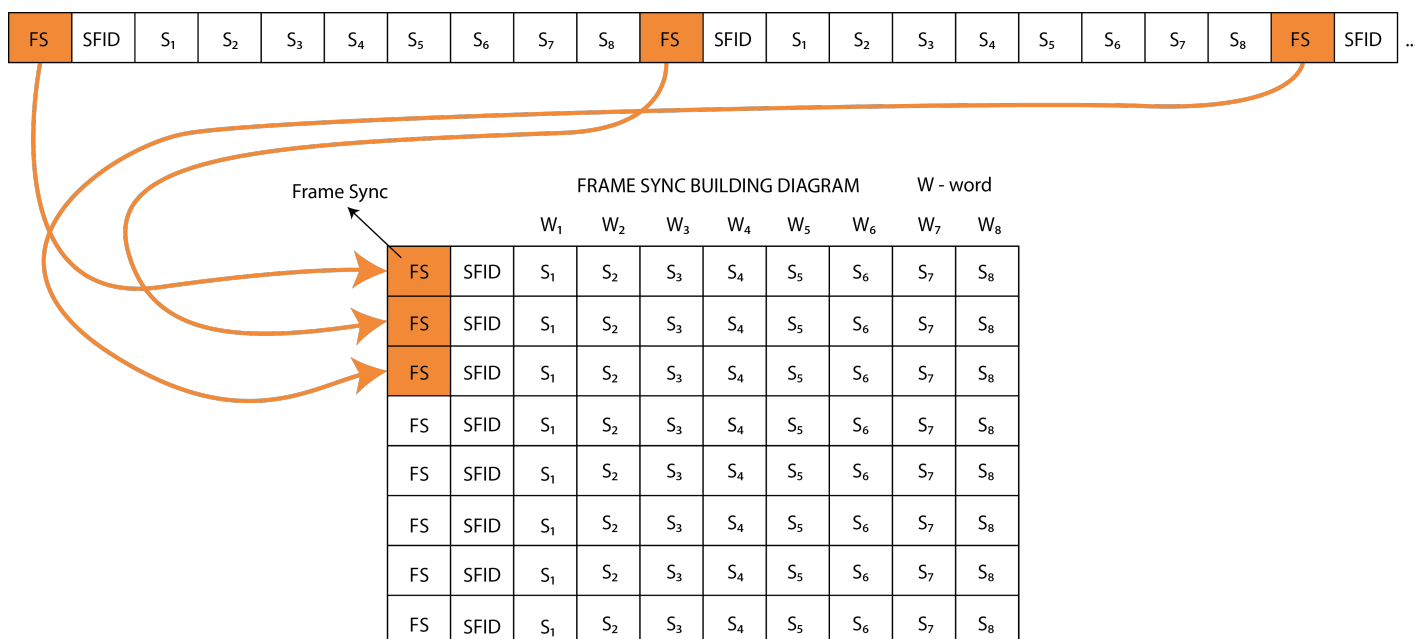 FS SFID S₁ S₂ S₃ S₄ S₅ S₆ S₇ S₈ FS SFID S₁ S₂ S₃ S₄ S₅ S₆ S₇ S₈ FS SFID ...
Frame Sync
FRAME SYNC BUILDING DIAGRAM W - word
W₁ W₂ W₃ W₄ W₅ W₆ W₇ W₈
FS SFID S₁ S₂ S₃ S₄ S₅ S₆ S₇ S₈
FS SFID S₁ S₂ S₃ S₄ S₅ S₆ S₇ S₈
FS SFID S₁ S₂ S₃ S₄ S₅ S₆ S₇ S₈
FS SFID S₁ S₂ S₃ S₄ S₅ S₆ S₇ S₈
FS SFID S₁ S₂ S₃ S₄ S₅ S₆ S₇ S₈
FS SFID S₁ S₂ S₃ S₄ S₅ S₆ S₇ S₈
FS SFID S₁ S₂ S₃ S₄ S₅ S₆ S₇ S₈
FS SFID S₁ S₂ S₃ S₄ S₅ S₆ S₇ S₈